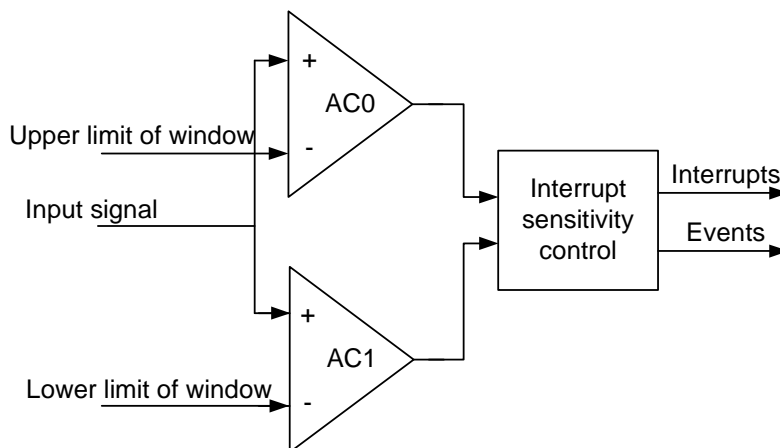 +
AC0
Upper limit of window
-
Input signal
Interrupt
sensitivity
control
Interrupts
Events
+
AC1
Lower limit of window
-